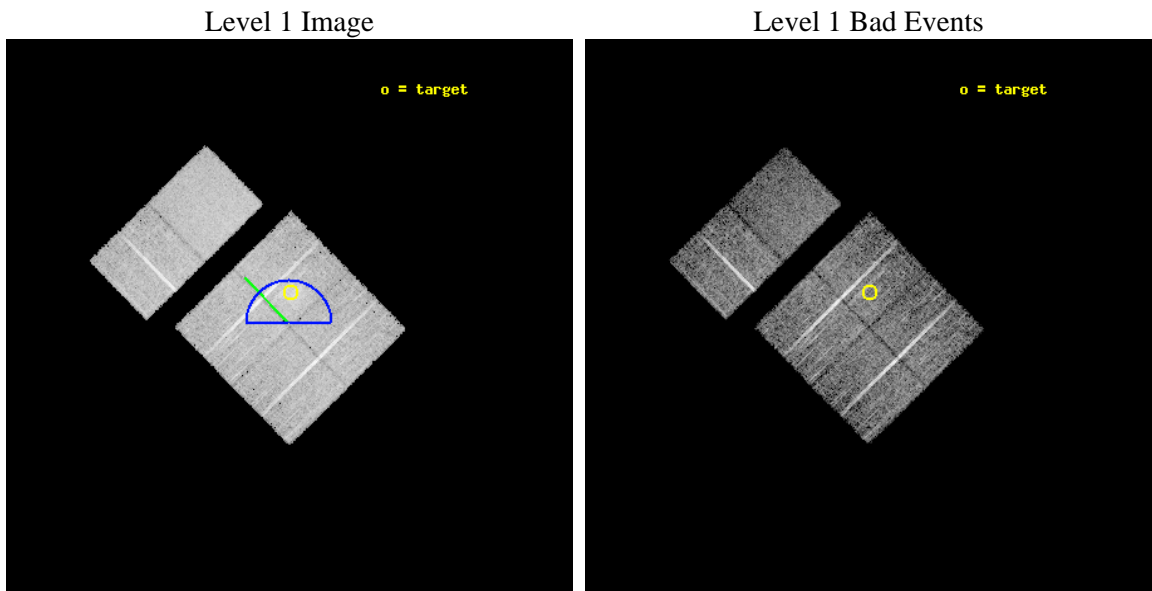 Level 1 Image
Level 1 Bad Events
o = target
o = target